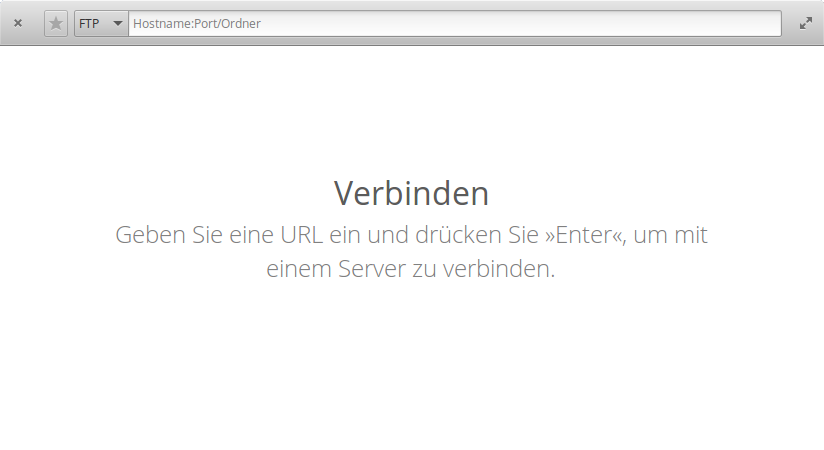 FTP
Hostname:Port/Ordner
Verbinden
Geben Sie eine URL ein und drücken Sie »Enter«, um mit
einem Server zu verbinden.